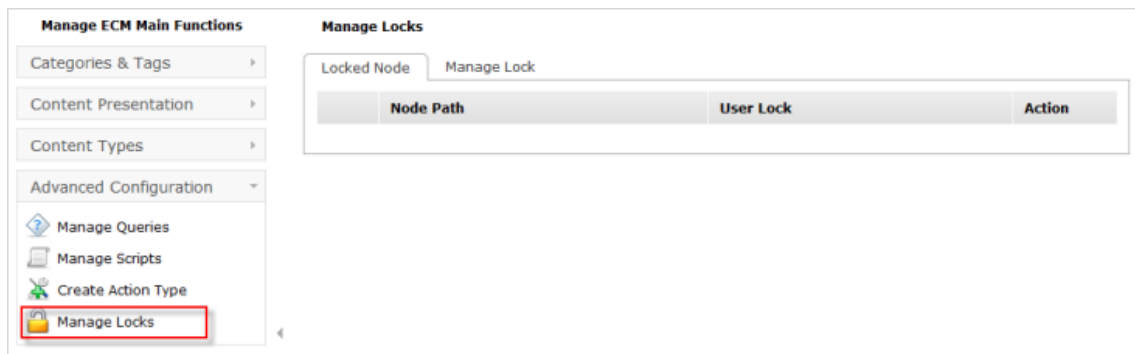 Manage ECM Main Functions
Categories & Tags
Content Presentation
Content Types
Advanced Configuration
Manage Queries
Manage Scripts
Create Action Type
Manage Locks
Manage Locks
Locked Node Manage Lock
Node Path User Lock Action